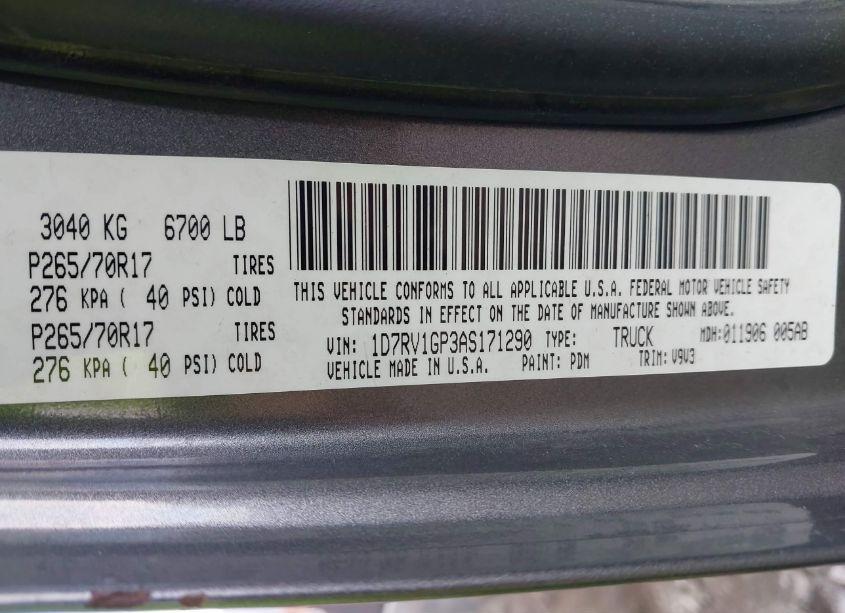 3040 KG 6700 LB
P265/70R17 TIRES
276 KPA ( 40 PSI) COLD
P265/70R17 TIRES
276 KPA ( 40 PSI) COLD
THIS VEHICLE CONFORMS TO ALL APPLICABLE U.S.A. FEDERAL MOTOR VEHICLE SAFETY
STANDARDS IN EFFECT ON THE DATE OF MANUFACTURE SHOWN ABOVE.
VIN: 1D7RV1GP3AS171290 TYPE: TRUCK MDH:011906 005AB
VEHICLE MADE IN U.S.A. PAINT: PDM TRIM: V9V3